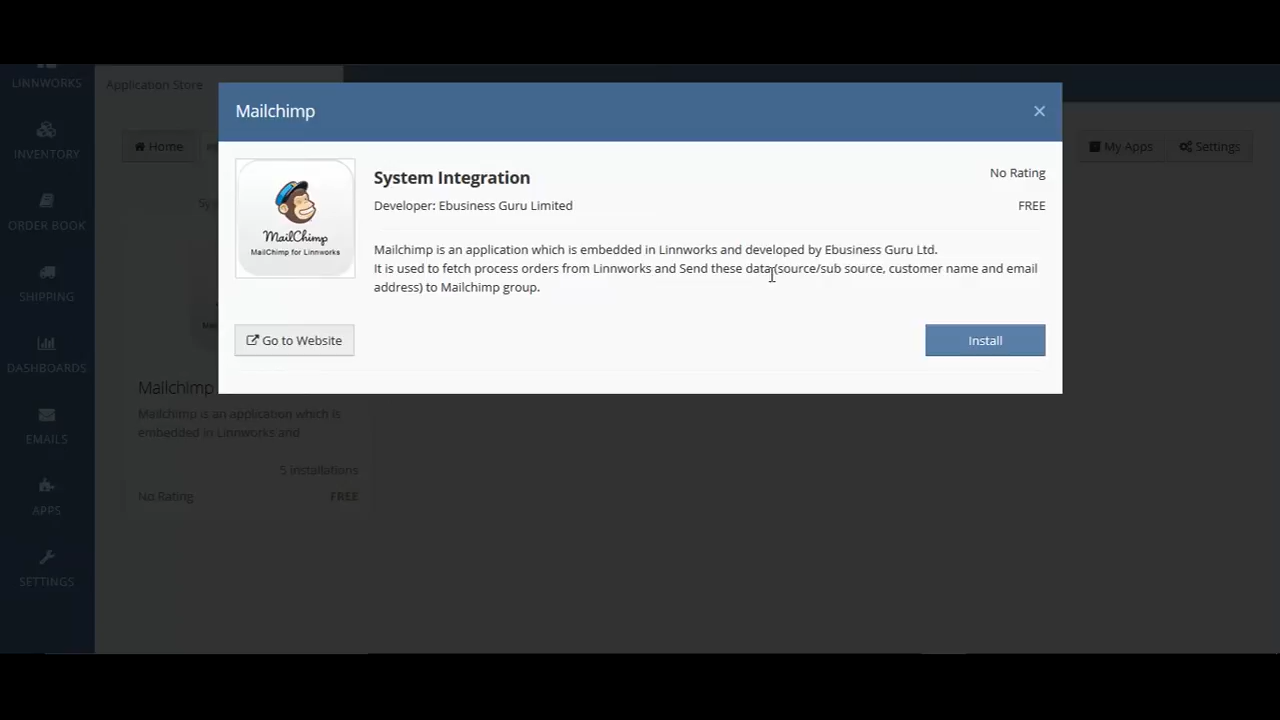 LINNWORKS
Application Store
Mailchimp
×
INVENTORY
Home
My Apps
Settings
System Integration
No Rating
Developer: Ebusiness Guru Limited
FREE
MailChimp
MailChimp for Linnworks
ORDER BOOK
Mailchimp is an application which is embedded in Linnworks and developed by Ebusiness Guru Ltd.
It is used to fetch process orders from Linnworks and Send these data(source/sub source, customer name and email
address) to Mailchimp group.
SHIPPING
Go to Website
Install
DASHBOARDS
Mailchimp
Mailchimp is an application which is
embedded in Linnworks and
EMAILS
5 installations
No Rating
FREE
APPS
SETTINGS